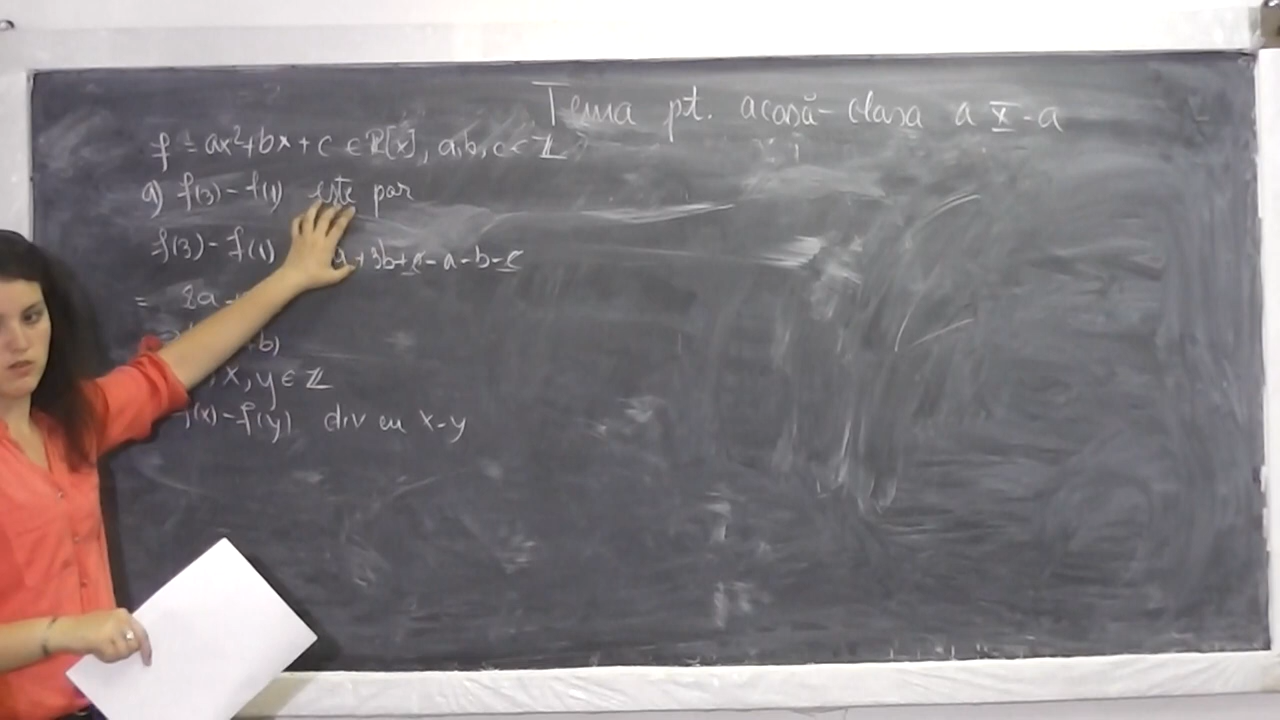 Tema pt. acasă - clasa a X-a
f = ax²+bx+c ∈ R[x], a,b,c ∈ Z
a) f(3) - f(1) este par
f(3) - f(1) a+3b+c-a-b-c
= 8a
+b)
, x, y ∈ Z
f(x)-f(y) div cu x-y